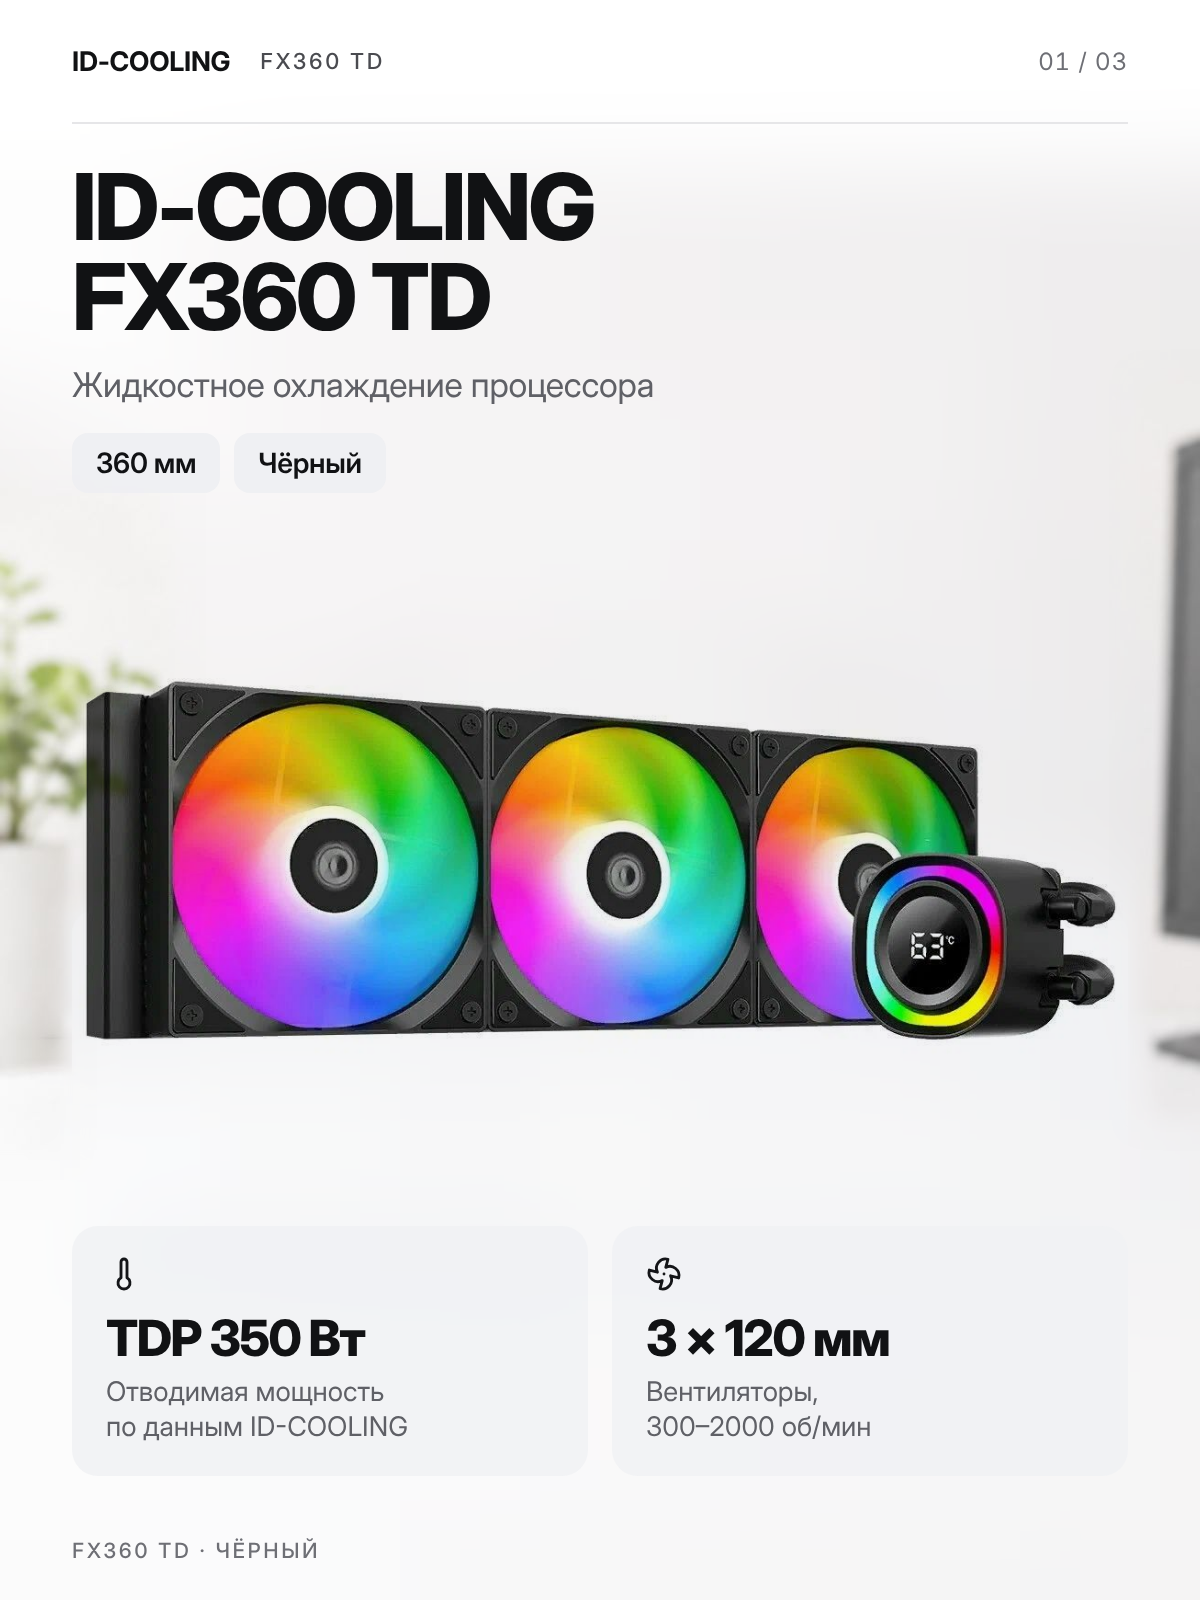 ID-COOLING FX360 TD 01 / 03
ID-COOLING
FX360 TD
Жидкостное охлаждение процессора
360 мм Чёрный
63°C
TDP 350 Вт
Отводимая мощность
по данным ID-COOLING
3 × 120 мм
Вентиляторы,
300–2000 об/мин
FX360 TD · ЧЁРНЫЙ